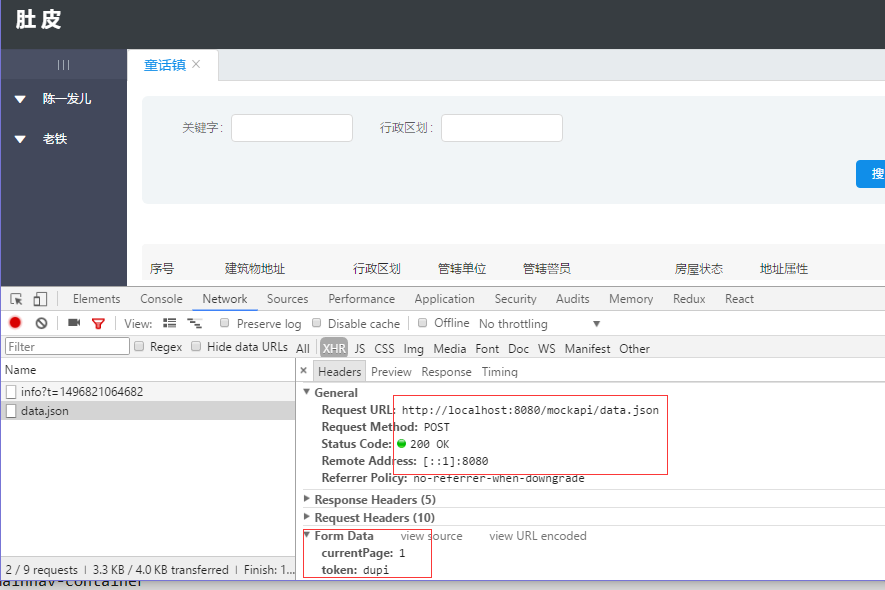 肚皮
童话镇
陈一发儿
老铁
关键字: 行政区划:
搜
序号 建筑物地址 行政区划 管辖单位 管辖警员 房屋状态 地址属性
Elements Console Network Sources Performance Application Security Audits Memory Redux React
View: Preserve log Disable cache Offline No throttling
Filter Regex Hide data URLs All XHR JS CSS Img Media Font Doc WS Manifest Other
Name
info?t=1496821064682
data.json
× Headers Preview Response Timing
General
Request URL: http://localhost:8080/mockapi/data.json
Request Method: POST
Status Code: 200 OK
Remote Address: [::1]:8080
Referrer Policy: no-referrer-when-downgrade
Response Headers (5)
Request Headers (10)
Form Data view source view URL encoded
currentPage: 1
token: dupi
2 / 9 requests | 3.3 KB / 4.0 KB transferred | Finish: 1...
ainnav-container